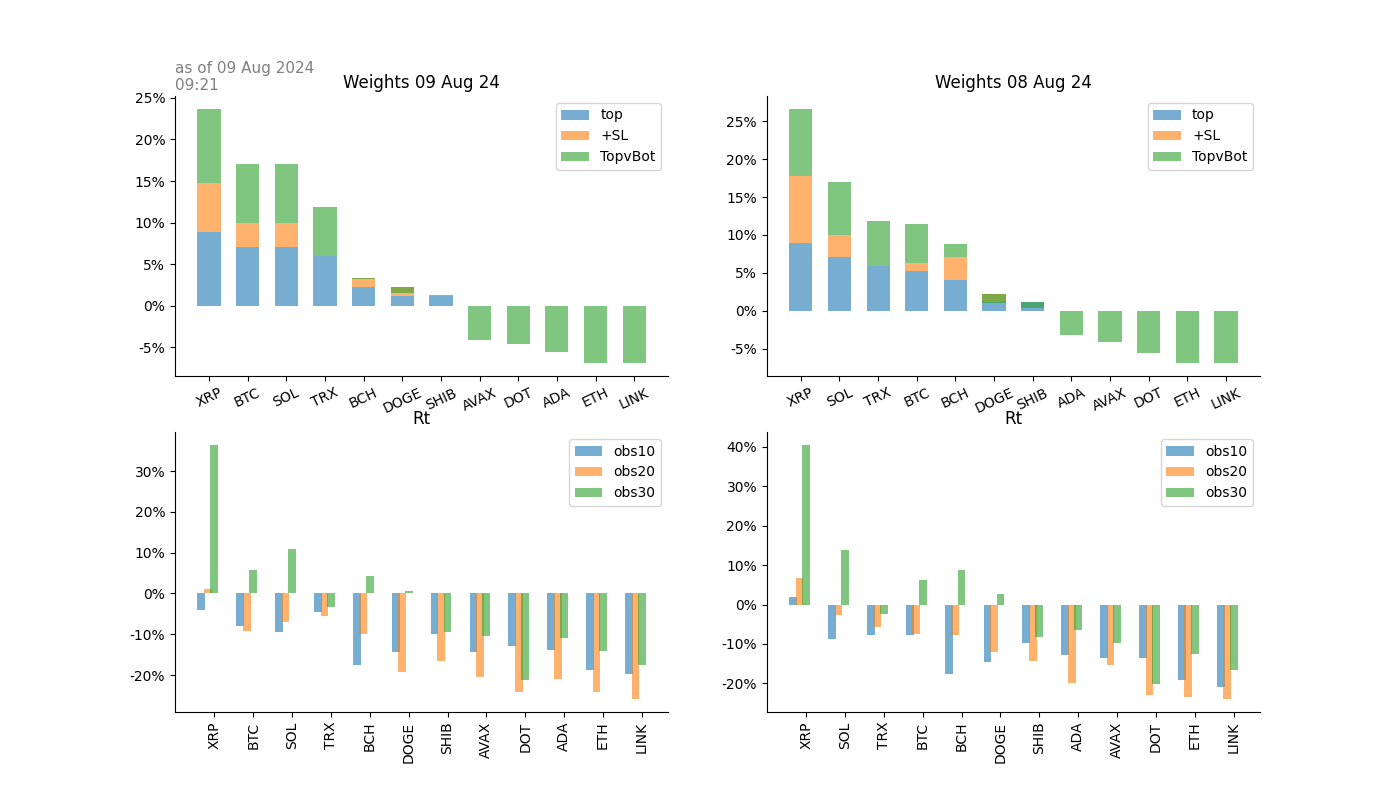 as of 09 Aug 2024
09:21
Weights 09 Aug 24
25%
20%
15%
10%
5%
0%
-5%
top
+SL
TopvBot
XRP BTC SOL TRX BCH DOGE SHIB AVAX DOT ADA ETH LINK
Weights 08 Aug 24
25%
20%
15%
10%
5%
0%
-5%
top
+SL
TopvBot
XRP SOL TRX BTC BCH DOGE SHIB ADA AVAX DOT ETH LINK
Rt
30%
20%
10%
0%
-10%
-20%
obs10
obs20
obs30
XRP BTC SOL TRX BCH DOGE SHIB AVAX DOT ADA ETH LINK
Rt
40%
30%
20%
10%
0%
-10%
-20%
obs10
obs20
obs30
XRP SOL TRX BTC BCH DOGE SHIB ADA AVAX DOT ETH LINK